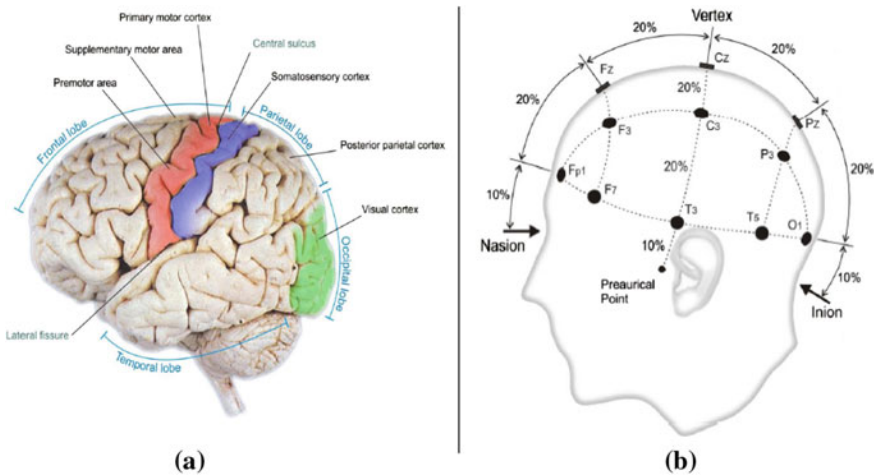 Primary motor cortex
Supplementary motor area
Central sulcus
Premotor area
Somatosensory cortex
Frontal lobe
Parietal lobe
Posterior parietal cortex
Visual cortex
Occipital lobe
Lateral fissure
Temporal lobe
(a)
Vertex
20%
20%
Fz
Cz
20%
20%
F3
C3
Pz
20%
P3
20%
Fp1
10%
F7
T3
T5
O1
Nasion
10%
10%
Preaurical
Point
Inion
(b)